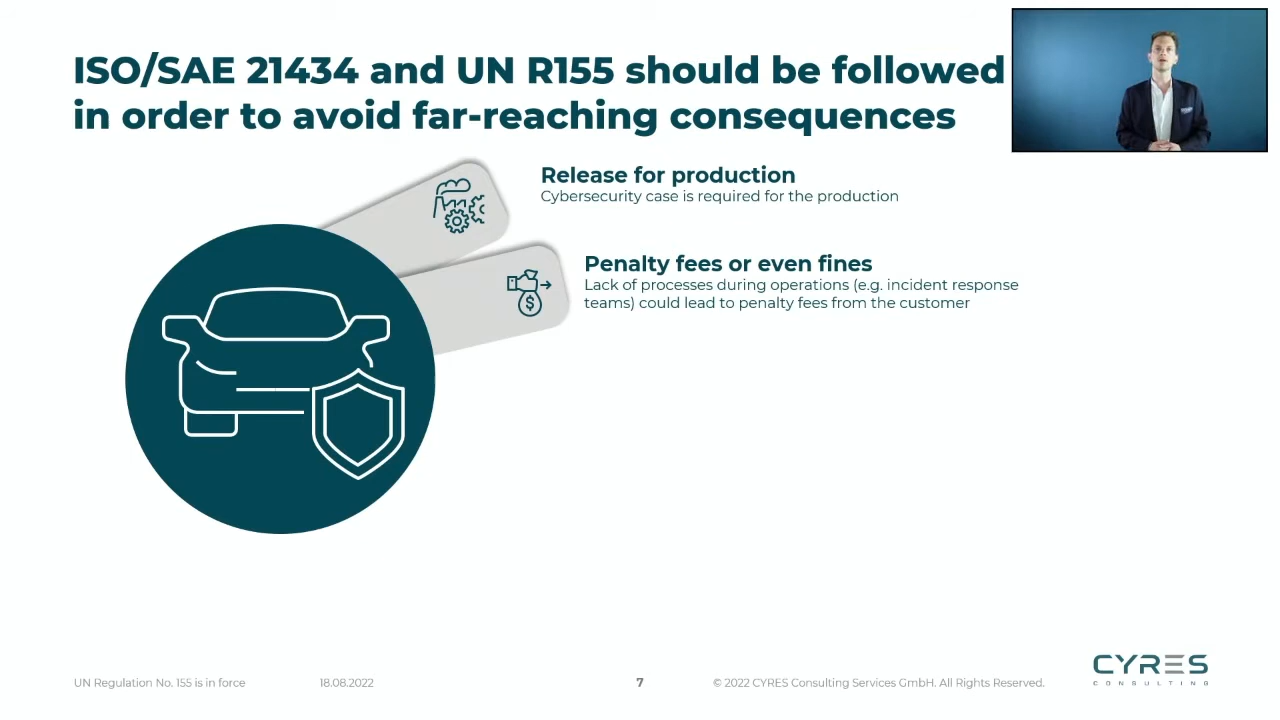 ISO/SAE 21434 and UN R155 should be followed
in order to avoid far-reaching consequences
Release for production
Cybersecurity case is required for the production
Penalty fees or even fines
Lack of processes during operations (e.g. incident response
teams) could lead to penalty fees from the customer
$
UN Regulation No. 155 is in force
18.08.2022
7
© 2022 CYRES Consulting Services GmbH. All Rights Reserved.
CYRES
CONSULTING